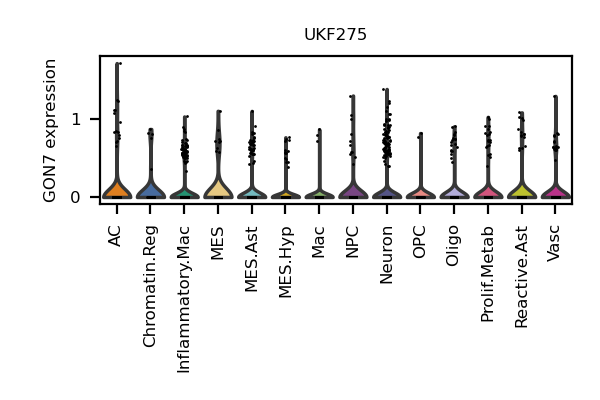 UKF275
GON7 expression
1
0
AC
Chromatin.Reg
Inflammatory.Mac
MES
MES.Ast
MES.Hyp
Mac
NPC
Neuron
OPC
Oligo
Prolif.Metab
Reactive.Ast
Vasc